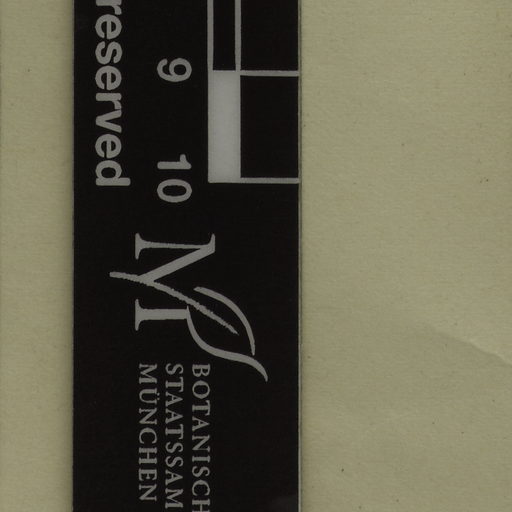 reserved
9 10
BOTANISCH
STAATSSAM
MÜNCHEN